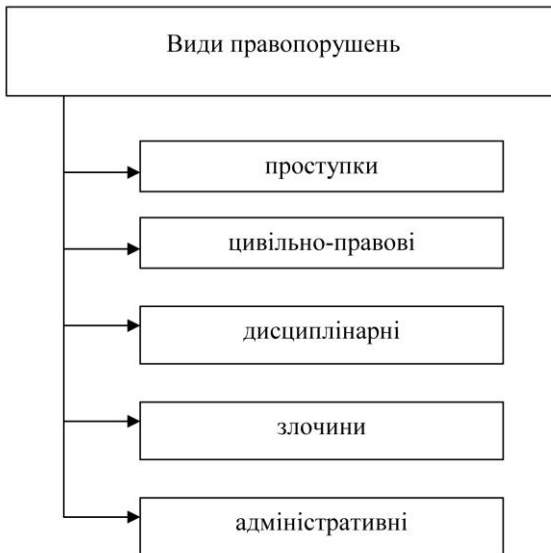 Види правопорушень
проступки
цивільно-правові
дисциплінарні
злочини
адміністративні